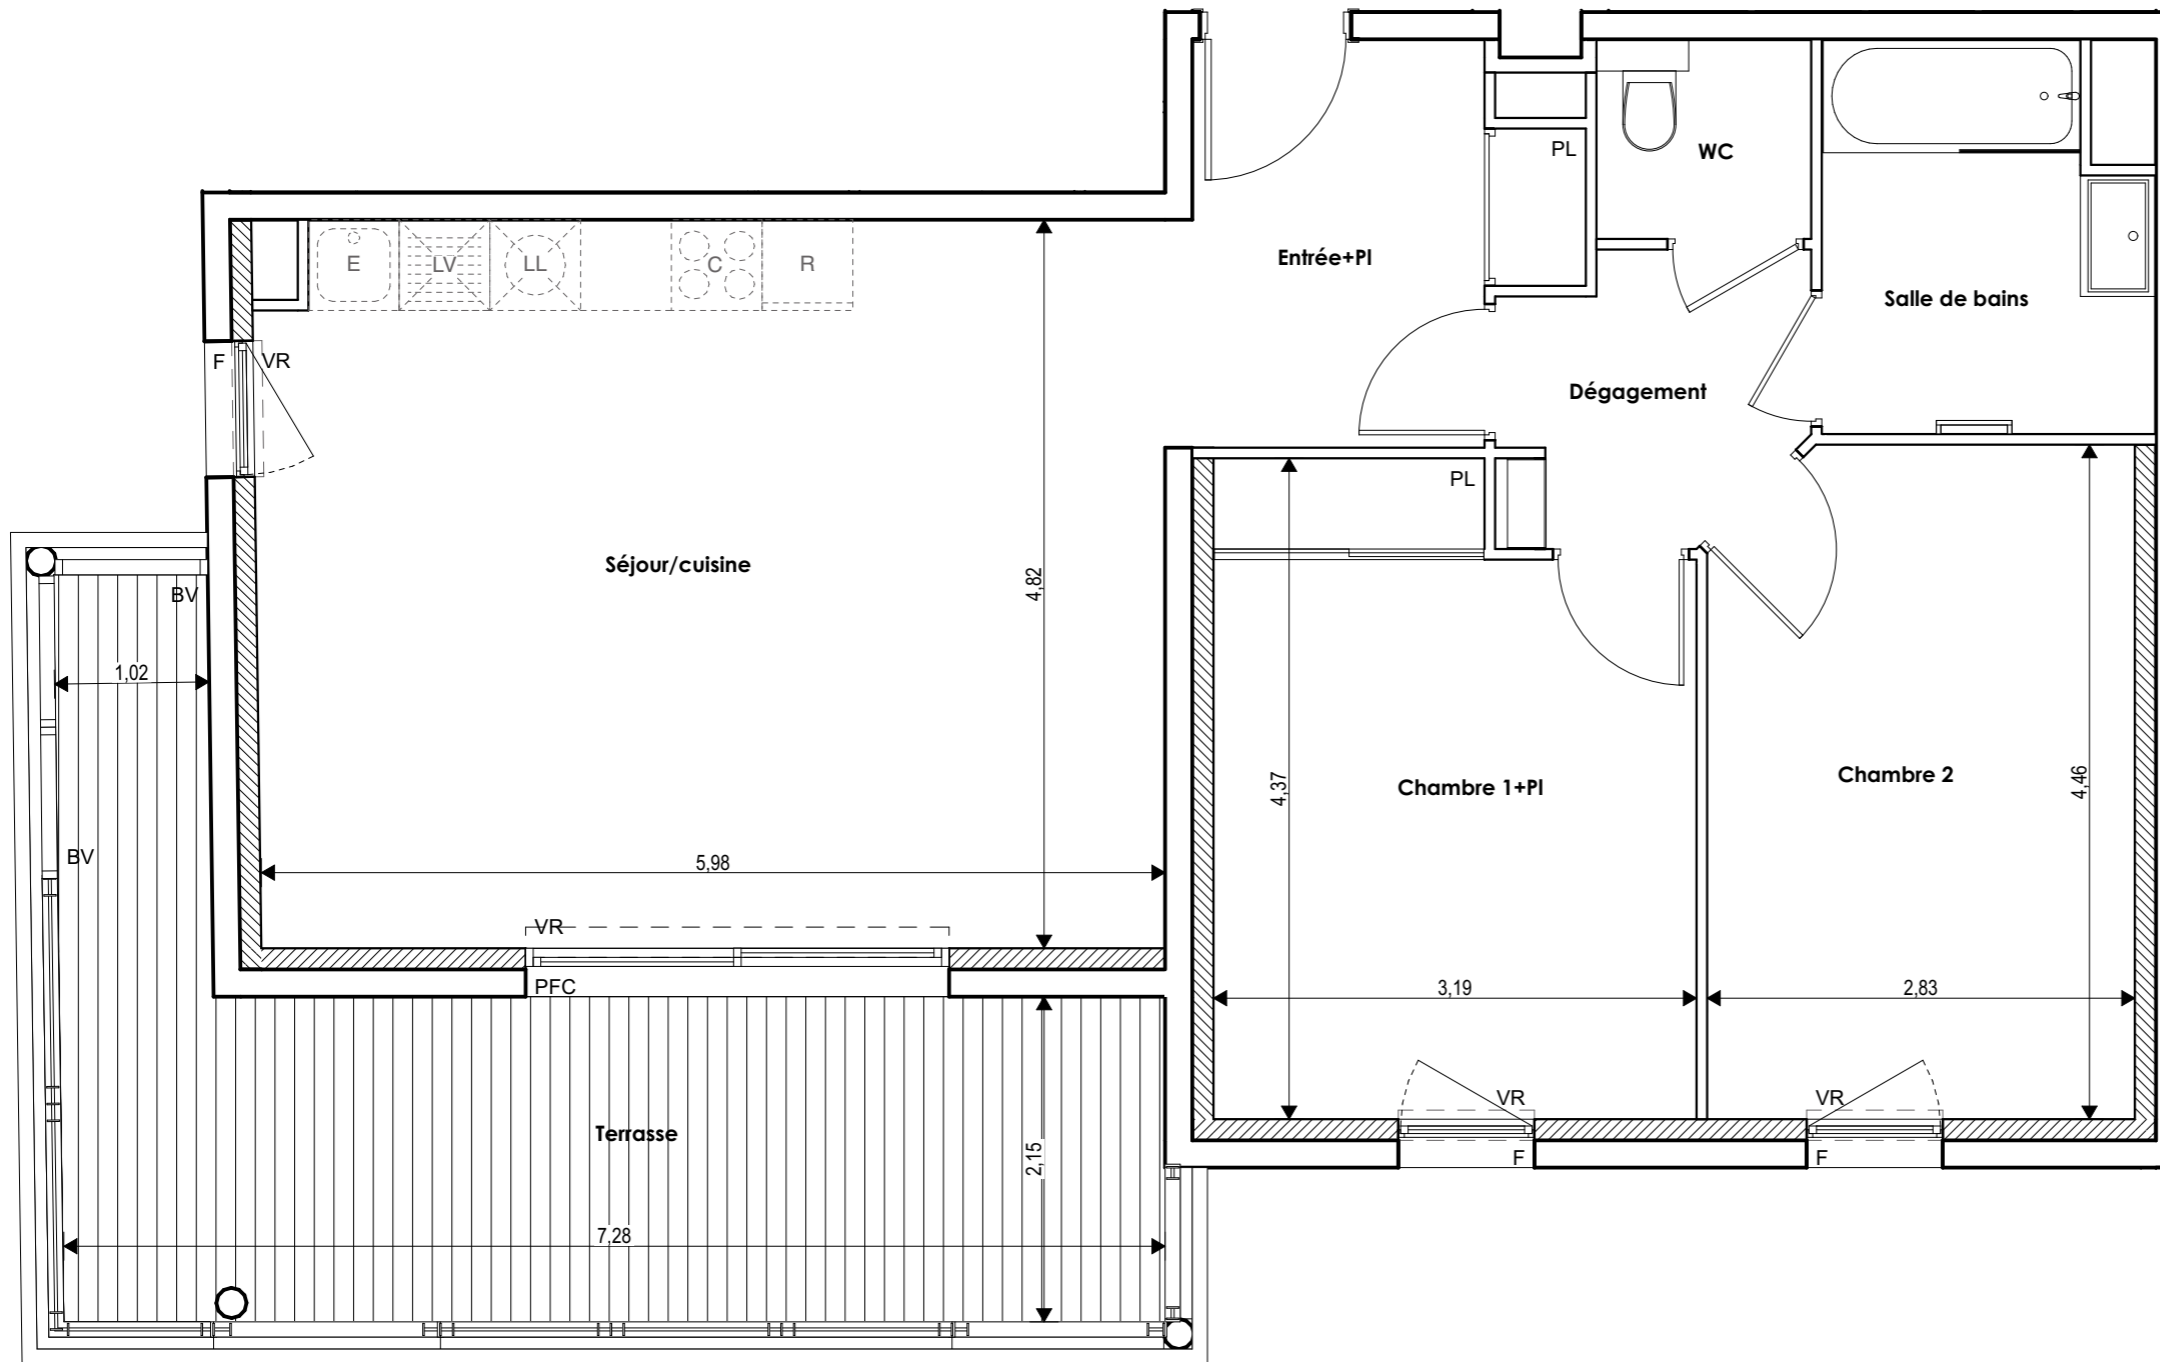 PL
WC
E
LV
LL
C
R
Entrée+Pl
Salle de bains
F
VR
Dégagement
PL
Séjour/cuisine
4,82
BV
1,02
4,37
Chambre 1+Pl
Chambre 2
4,46
BV
5,98
VR
PFC
3,19
2,83
VR
VR
Terrasse
2,15
F
F
7,28